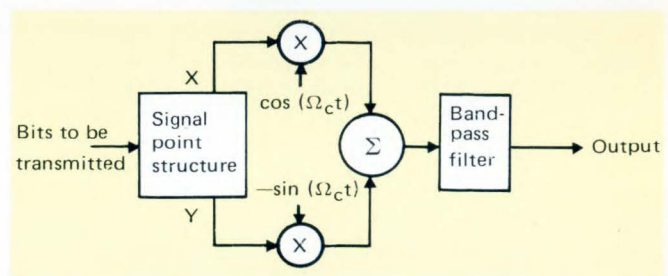 X
X
cos (Ωct)
Bits to be
transmitted
Signal
point
structure
Σ
Band-
pass
filter
Output
—sin (Ωct)
Y
X